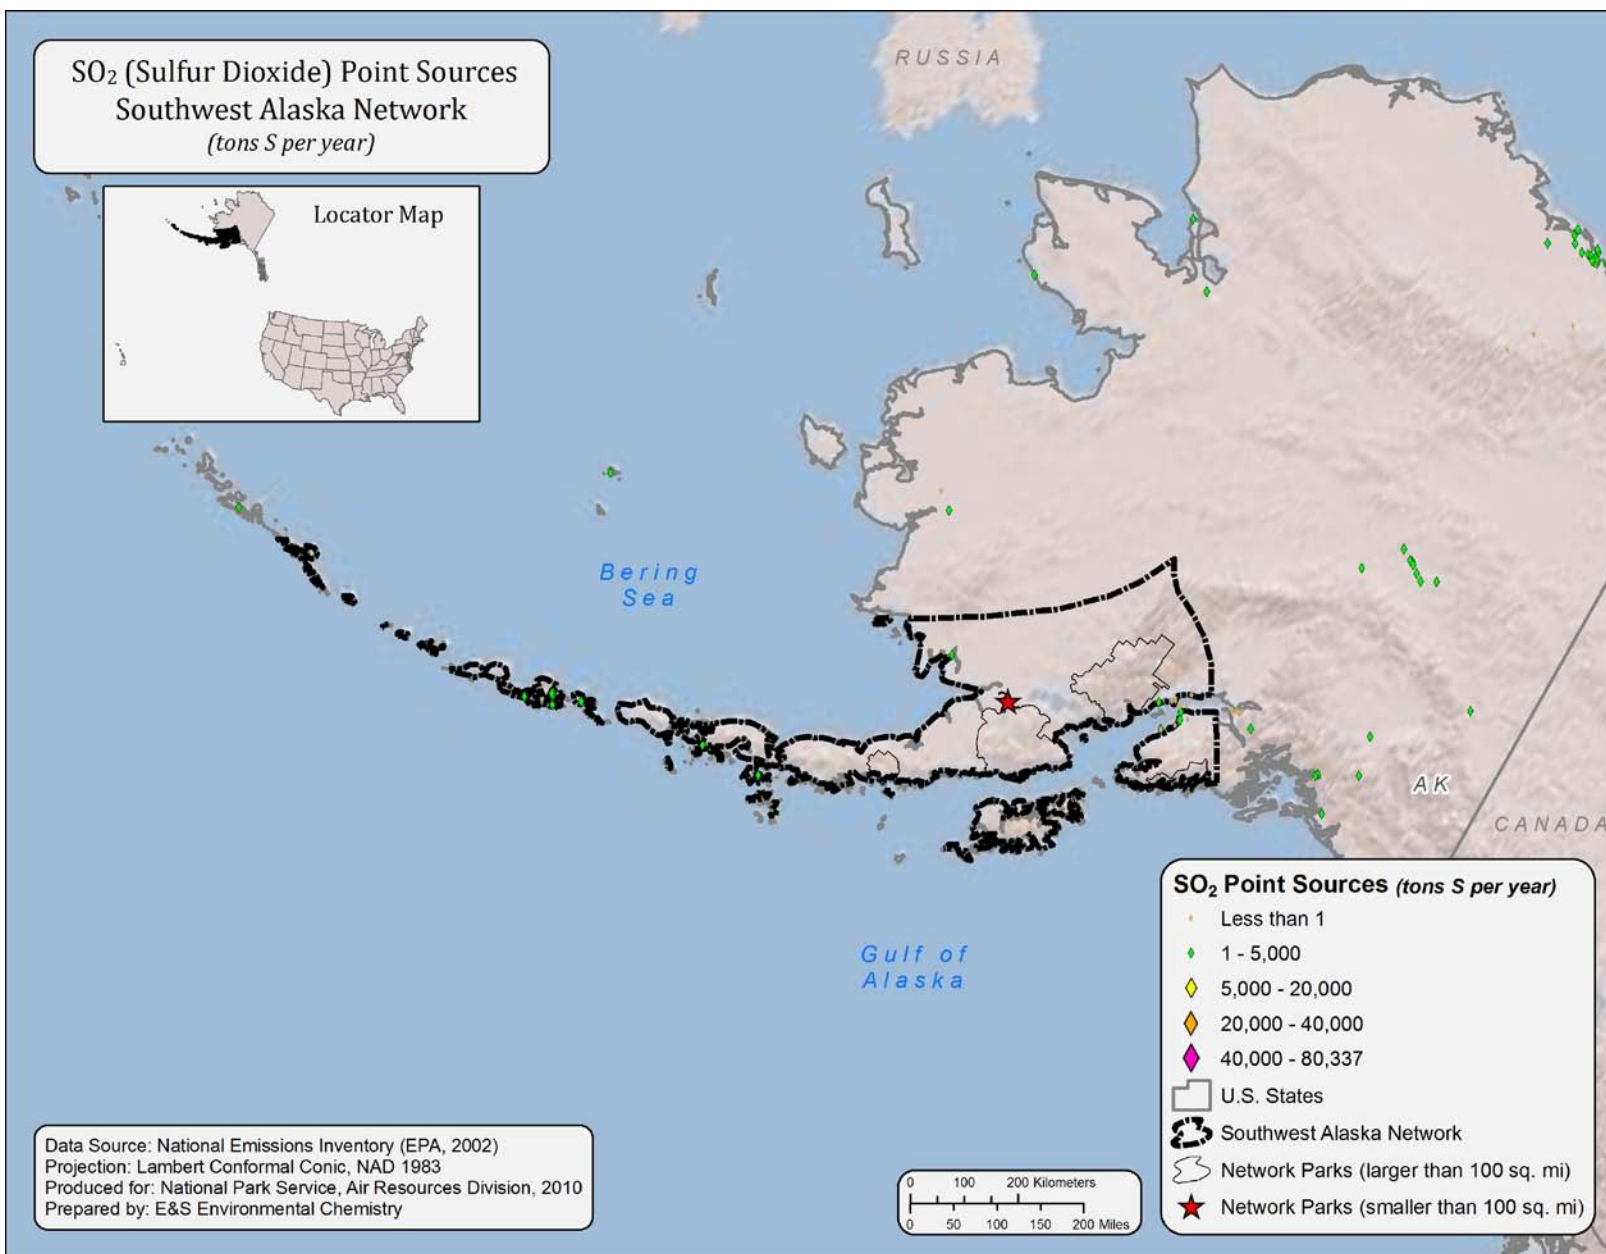 SO₂ (Sulfur Dioxide) Point Sources
Southwest Alaska Network
(tons S per year)
Locator Map
RUSSIA
Bering
Sea
AK
CANADA
Gulf of
Alaska
SO₂ Point Sources (tons S per year)
Less than 1
1 - 5,000
5,000 - 20,000
20,000 - 40,000
40,000 - 80,337
U.S. States
Southwest Alaska Network
Network Parks (larger than 100 sq. mi)
Network Parks (smaller than 100 sq. mi)
Data Source: National Emissions Inventory (EPA, 2002)
Projection: Lambert Conformal Conic, NAD 1983
Produced for: National Park Service, Air Resources Division, 2010
Prepared by: E&S Environmental Chemistry
0 100 200 Kilometers
0 50 100 150 200 Miles